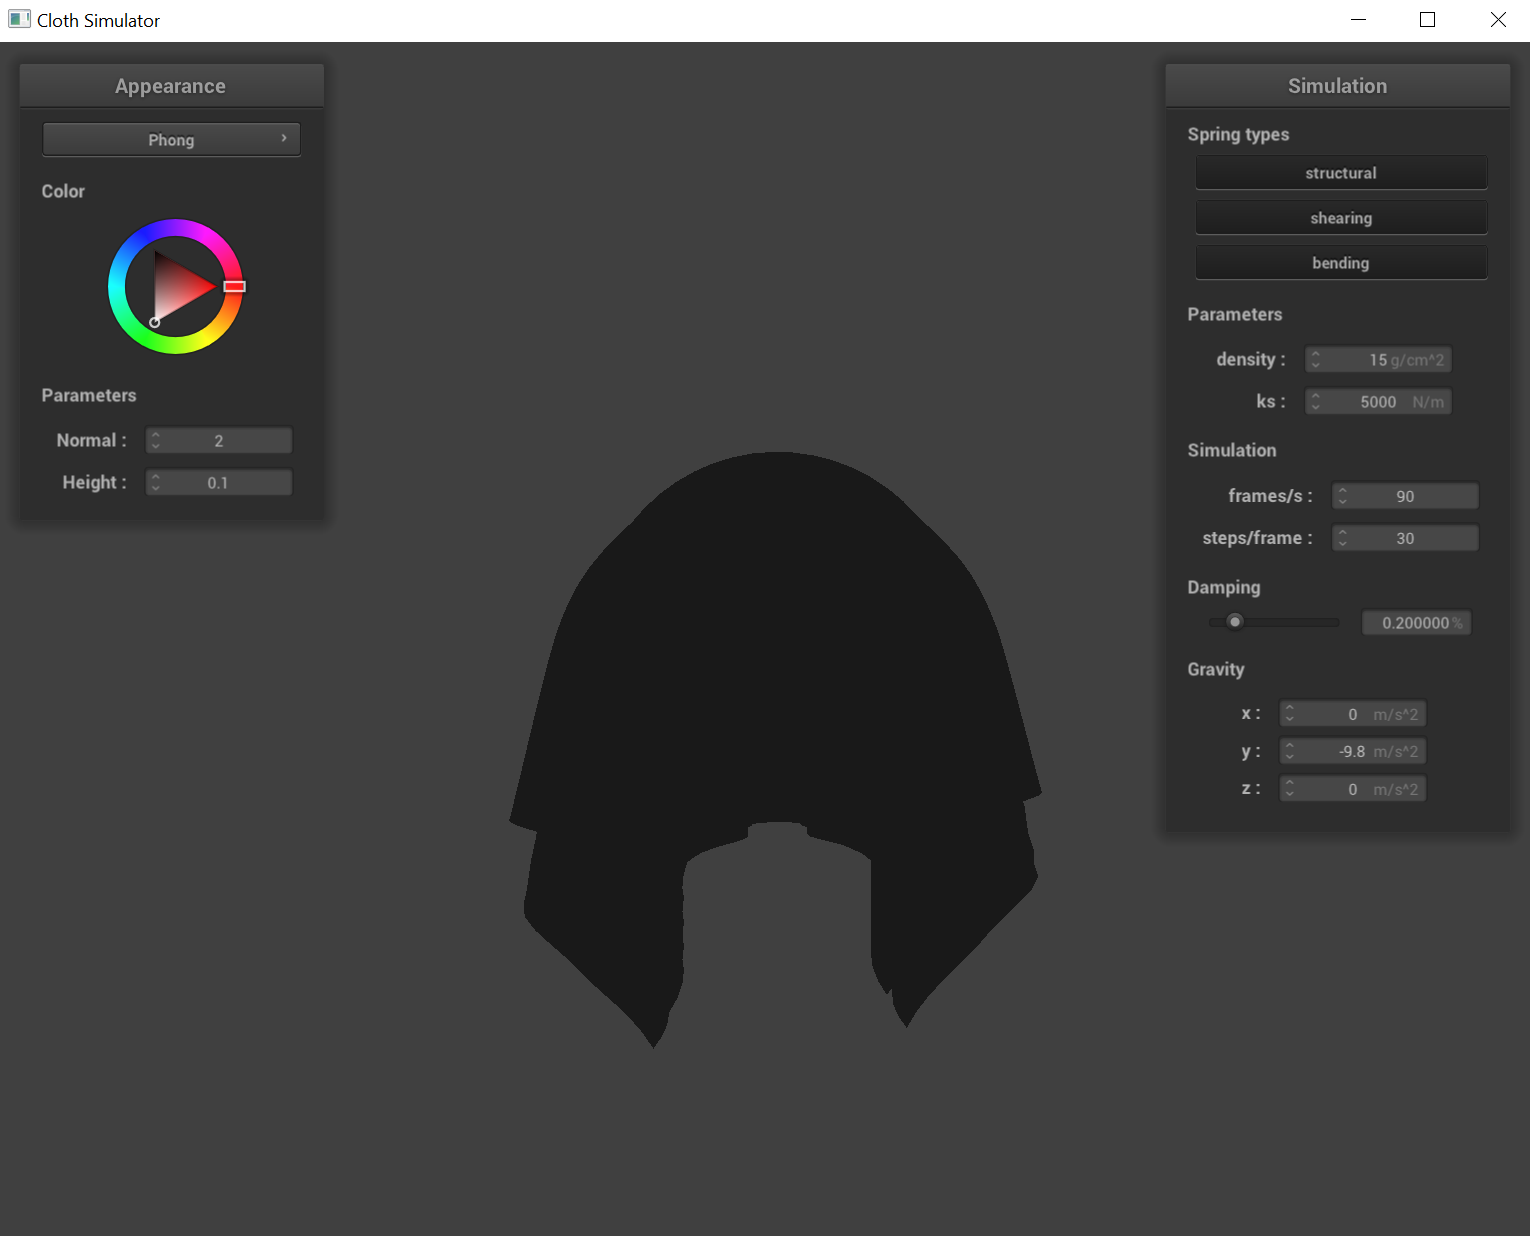 Cloth Simulator
Appearance
Phong
Color
Parameters
Normal : 2
Height : 0.1
Simulation
Spring types
structural
shearing
bending
Parameters
density : 15 g/cm^2
ks : 5000 N/m
Simulation
frames/s : 90
steps/frame : 30
Damping
0.200000 %
Gravity
x : 0 m/s^2
y : -9.8 m/s^2
z : 0 m/s^2